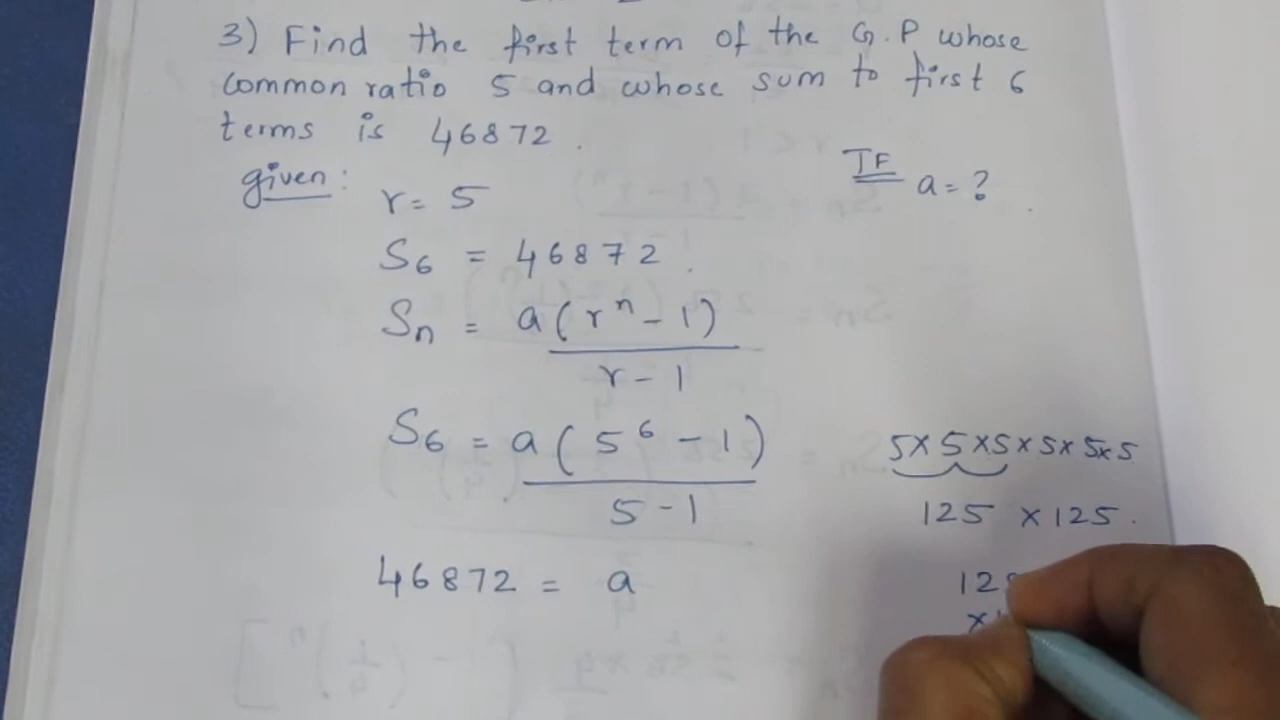 3) Find the first term of the G.P whose
common ratio 5 and whose sum to first 6
terms is 46872.
given:
TF a = ?
r = 5
S6 = 46872.
Sn = a(r^n - 1)
r - 1
S6 = a(5^6 - 1)
5 - 1
5×5×5×5×5×5
125 × 125.
46872 = a
12
×